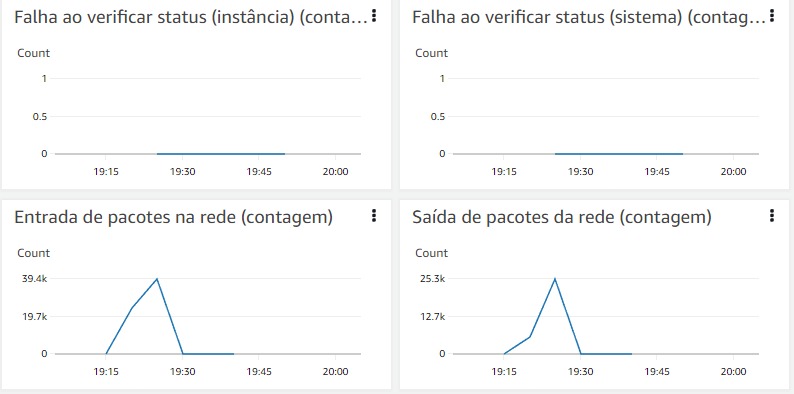 Falha ao verificar status (instância) (conta...
Count
1
0.5
0
19:15 19:30 19:45 20:00
Falha ao verificar status (sistema) (contag...
Count
1
0.5
0
19:15 19:30 19:45 20:00
Entrada de pacotes na rede (contagem)
Count
39.4k
19.7k
0
19:15 19:30 19:45 20:00
Saída de pacotes da rede (contagem)
Count
25.3k
12.7k
0
19:15 19:30 19:45 20:00